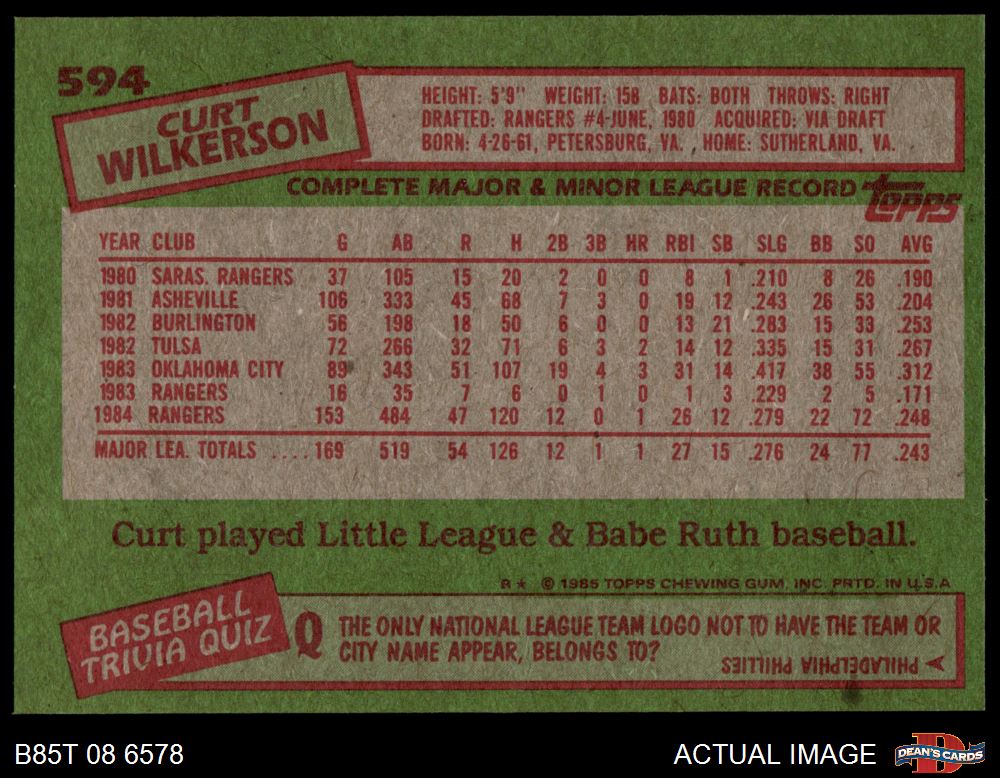 594
CURT
WILKERSON
HEIGHT: 5'9" WEIGHT: 158 BATS: BOTH THROWS: RIGHT
DRAFTED: RANGERS #4-JUNE, 1980 ACQUIRED: VIA DRAFT
BORN: 4-26-61, PETERSBURG, VA. HOME: SUTHERLAND, VA.
COMPLETE MAJOR & MINOR LEAGUE RECORD topps
YEAR CLUB G AB R H 2B 3B HR RBI SB SLG BB SO AVG
1980 SARAS. RANGERS 37 105 15 20 2 0 0 8 1 .210 8 26 .190
1981 ASHEVILLE 106 333 45 68 7 3 0 19 12 .243 26 53 .204
1982 BURLINGTON 56 198 18 50 6 0 0 13 21 .283 15 33 .253
1982 TULSA 72 266 32 71 6 3 2 14 12 .335 15 31 .267
1983 OKLAHOMA CITY 89 343 51 107 19 4 3 31 14 .417 38 55 .312
1983 RANGERS 16 35 7 6 0 1 0 1 3 .229 2 5 .171
1984 RANGERS 153 484 47 120 12 0 1 26 12 .279 22 72 .248
MAJOR LEA. TOTALS ....169 519 54 126 12 1 1 27 15 .276 24 77 .243
Curt played Little League & Babe Ruth baseball.
B★ © 1985 TOPPS CHEWING GUM, INC. PRTD. IN U.S.A
BASEBALL
TRIVIA QUIZ
Q THE ONLY NATIONAL LEAGUE TEAM LOGO NOT TO HAVE THE TEAM OR
CITY NAME APPEAR, BELONGS TO?
PHILADELPHIA PHILLIES
B85T 08 6578
ACTUAL IMAGE
DEAN'S CARDS